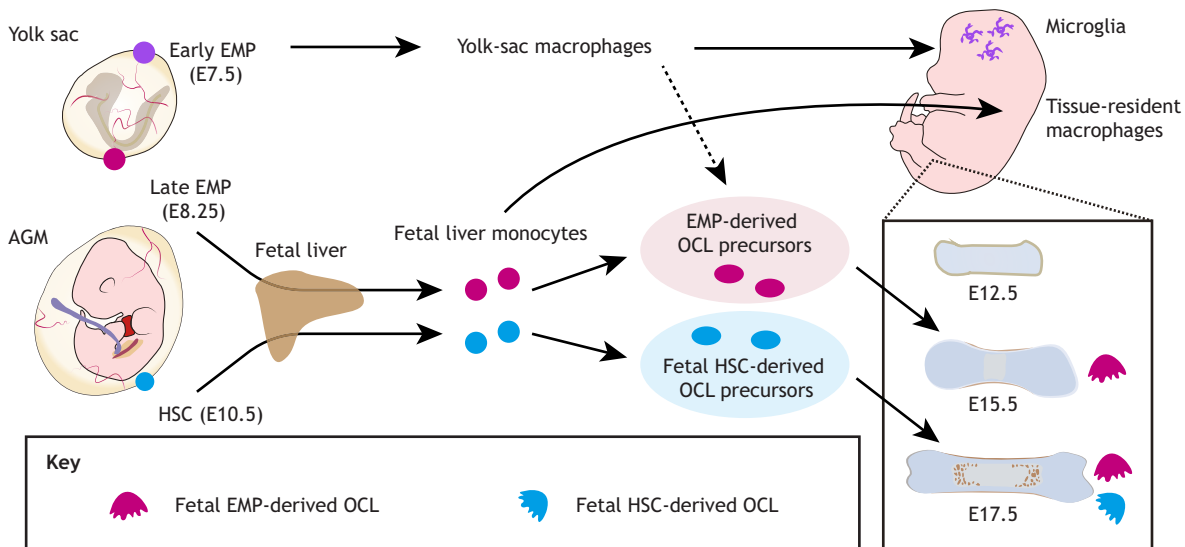 Yolk sac
Early EMP
(E7.5)
Yolk-sac macrophages
Microglia
Tissue-resident
macrophages
Late EMP
(E8.25)
AGM
Fetal liver
Fetal liver monocytes
EMP-derived
OCL precursors
Fetal HSC-derived
OCL precursors
HSC (E10.5)
E12.5
E15.5
E17.5
Key
Fetal EMP-derived OCL
Fetal HSC-derived OCL